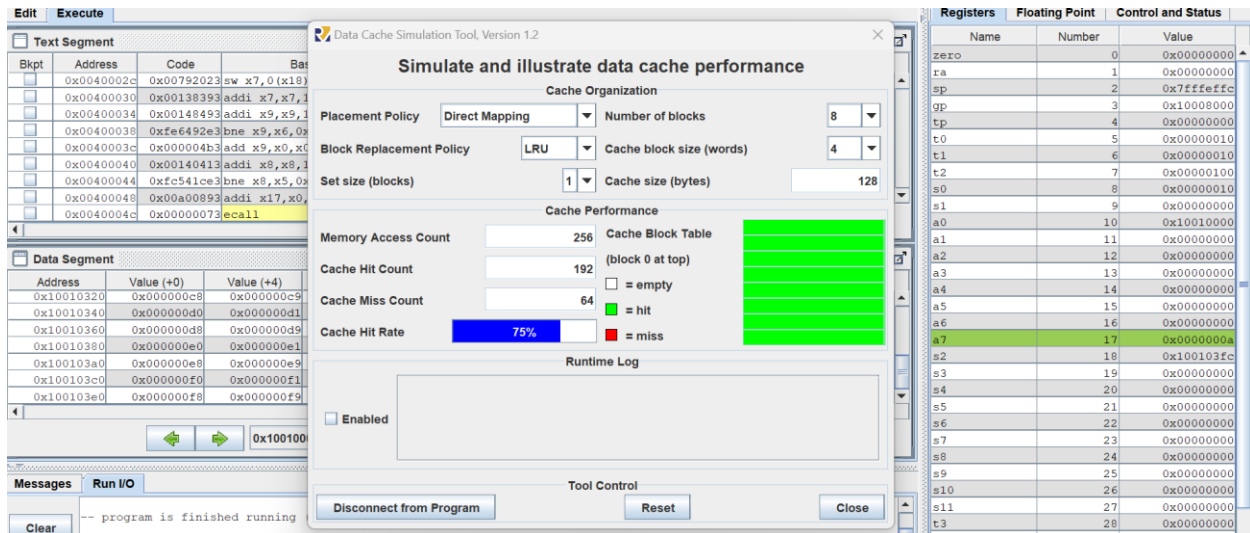 Edit Execute
Text Segment
Bkpt Address Code Bas
0x0040002c 0x00792023 sw x7,0(x18)
0x00400030 0x00138393 addi x7,x7,1
0x00400034 0x00148493 addi x9,x9,1
0x00400038 0xfe6492e3 bne x9,x6,0x
0x0040003c 0x000004b3 add x9,x0,x0
0x00400040 0x00140413 addi x8,x8,1
0x00400044 0xfc541ce3 bne x8,x5,0x
0x00400048 0x00a00893 addi x17,x0,
0x0040004c 0x00000073 ecall
Data Segment
Address Value (+0) Value (+4)
0x10010320 0x000000c8 0x000000c9
0x10010340 0x000000d0 0x000000d1
0x10010360 0x000000d8 0x000000d9
0x10010380 0x000000e0 0x000000e1
0x100103a0 0x000000e8 0x000000e9
0x100103c0 0x000000f0 0x000000f1
0x100103e0 0x000000f8 0x000000f9
0x100100
Messages Run I/O
Clear
-- program is finished running (
Data Cache Simulation Tool, Version 1.2
Simulate and illustrate data cache performance
Cache Organization
Placement Policy Direct Mapping Number of blocks 8
Block Replacement Policy LRU Cache block size (words) 4
Set size (blocks) 1 Cache size (bytes) 128
Cache Performance
Memory Access Count 256 Cache Block Table
(block 0 at top)
Cache Hit Count 192
= empty
Cache Miss Count 64
= hit
Cache Hit Rate 75%
= miss
Runtime Log
Enabled
Tool Control
Disconnect from Program Reset Close
Registers Floating Point Control and Status
Name Number Value
zero 0 0x00000000
ra 1 0x00000000
sp 2 0x7fffeffc
gp 3 0x10008000
tp 4 0x00000000
t0 5 0x00000010
t1 6 0x00000010
t2 7 0x00000100
s0 8 0x00000010
s1 9 0x00000000
a0 10 0x10010000
a1 11 0x00000000
a2 12 0x00000000
a3 13 0x00000000
a4 14 0x00000000
a5 15 0x00000000
a6 16 0x00000000
a7 17 0x0000000a
s2 18 0x100103fc
s3 19 0x00000000
s4 20 0x00000000
s5 21 0x00000000
s6 22 0x00000000
s7 23 0x00000000
s8 24 0x00000000
s9 25 0x00000000
s10 26 0x00000000
s11 27 0x00000000
t3 28 0x00000000